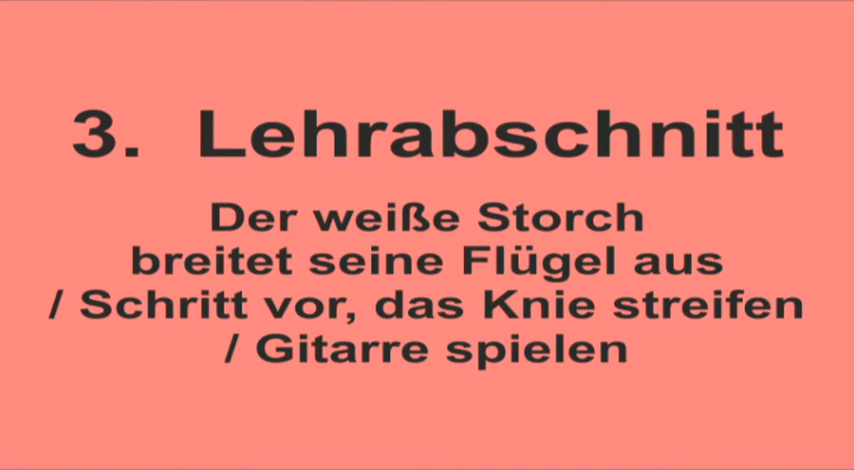 3. Lehrabschnitt
Der weiße Storch
breitet seine Flügel aus
/ Schritt vor, das Knie streifen
/ Gitarre spielen